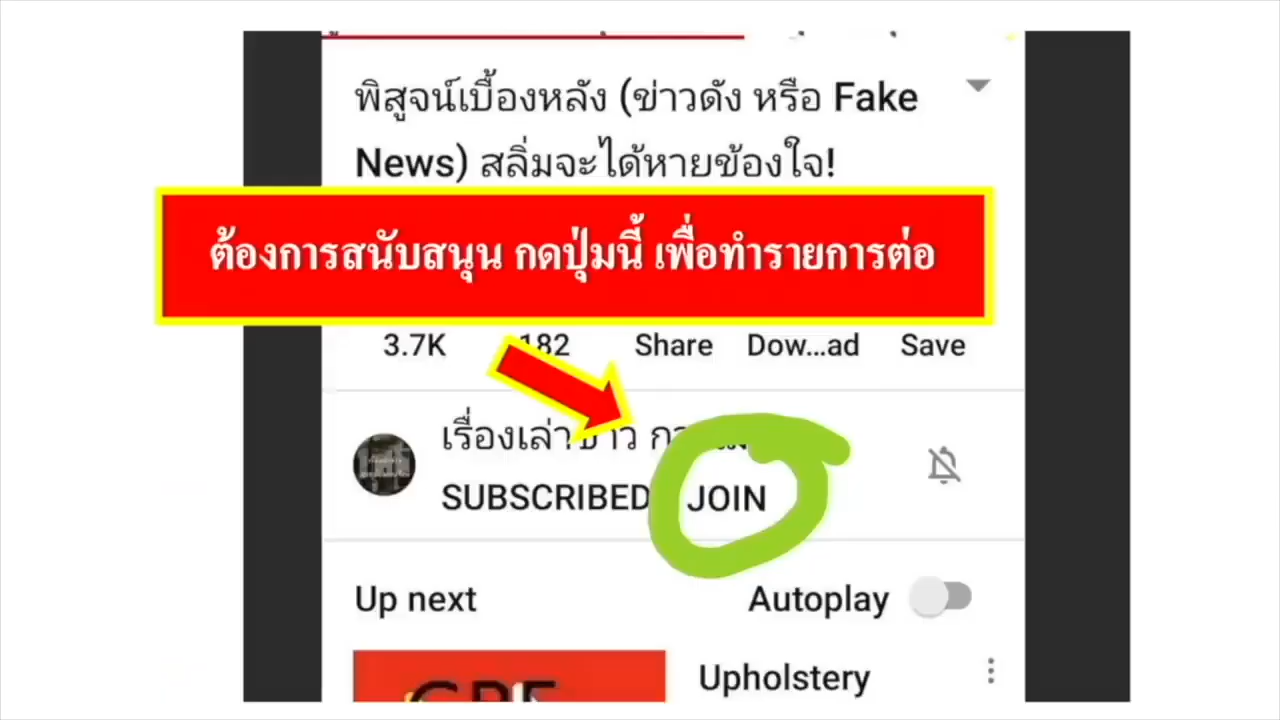 พิสูจน์เบื้องหลัง (ข่าวดัง หรือ Fake
News) สลิ่มจะได้หายข้องใจ!
ต้องการสนับสนุน กดปุ่มนี้ เพื่อทำรายการต่อ
3.7K 182 Share Dow...ad Save
เรื่องเล่าข่าว
SUBSCRIBED JOIN
Up next Autoplay
Upholstery